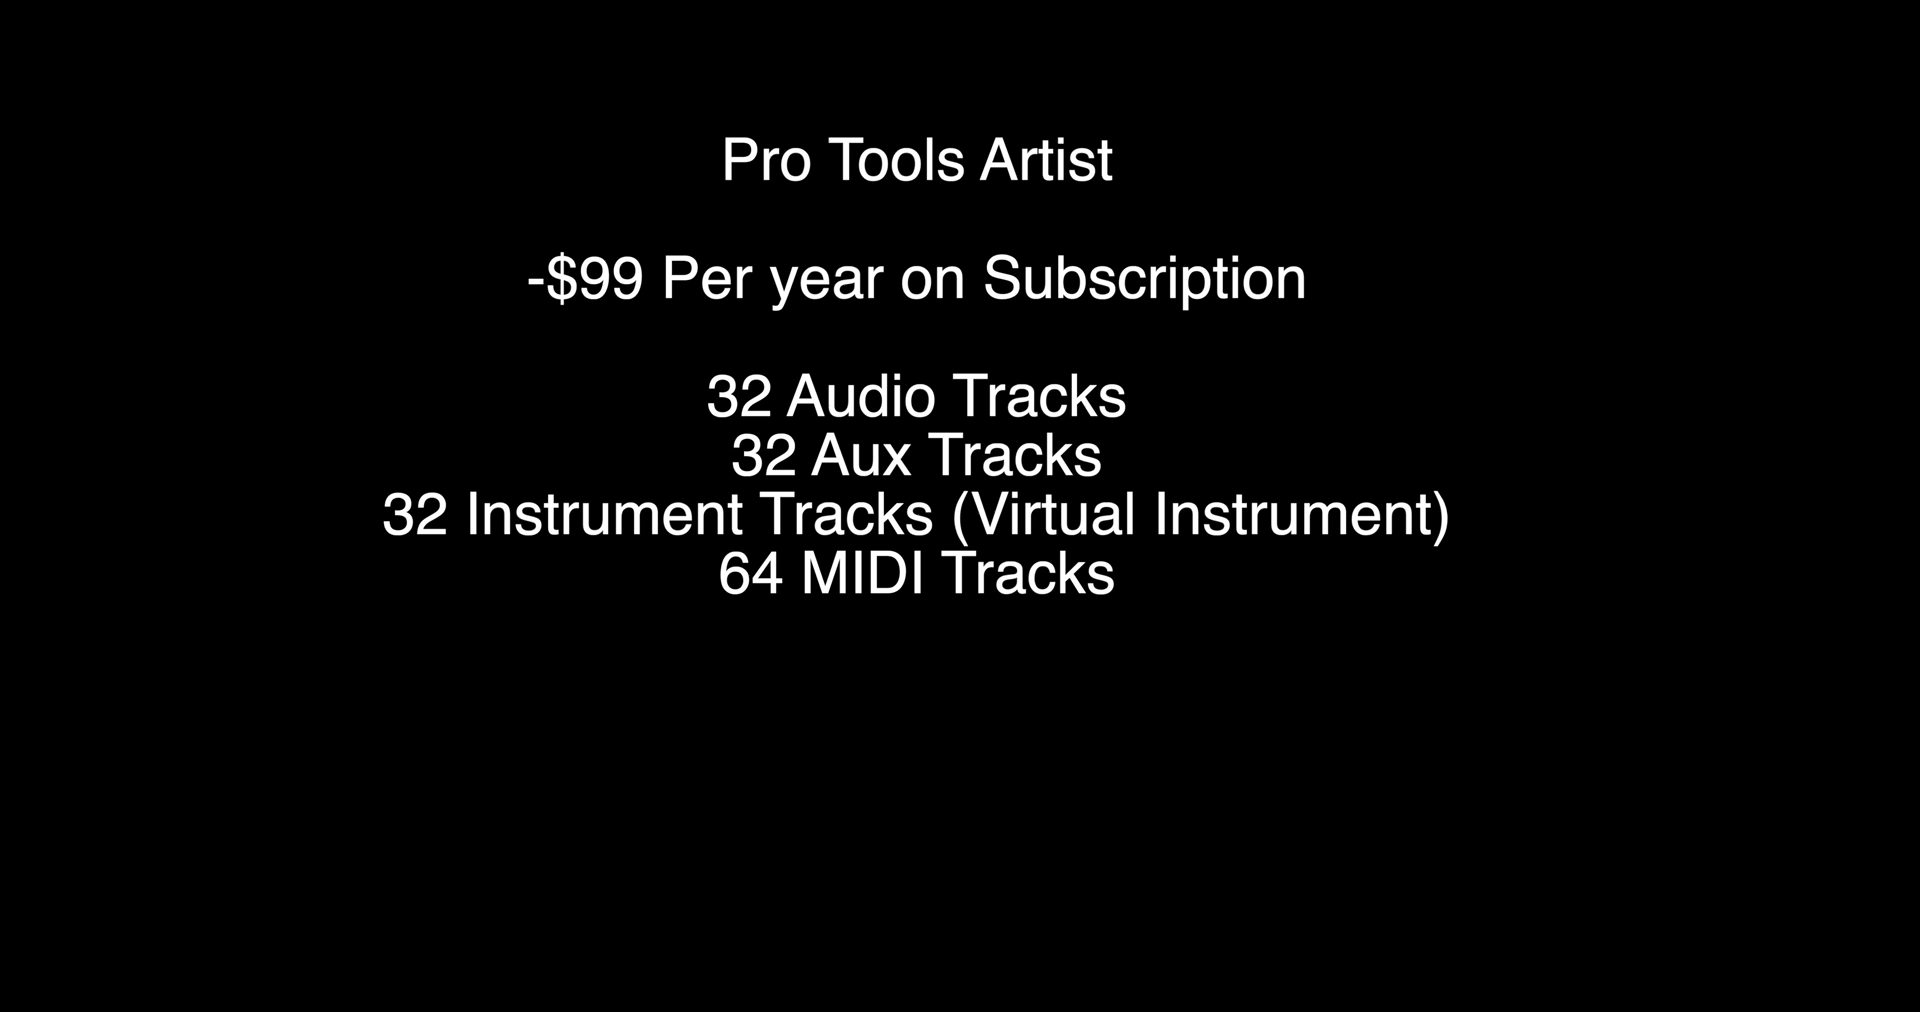 Pro Tools Artist
-$99 Per year on Subscription
32 Audio Tracks
32 Aux Tracks
32 Instrument Tracks (Virtual Instrument)
64 MIDI Tracks